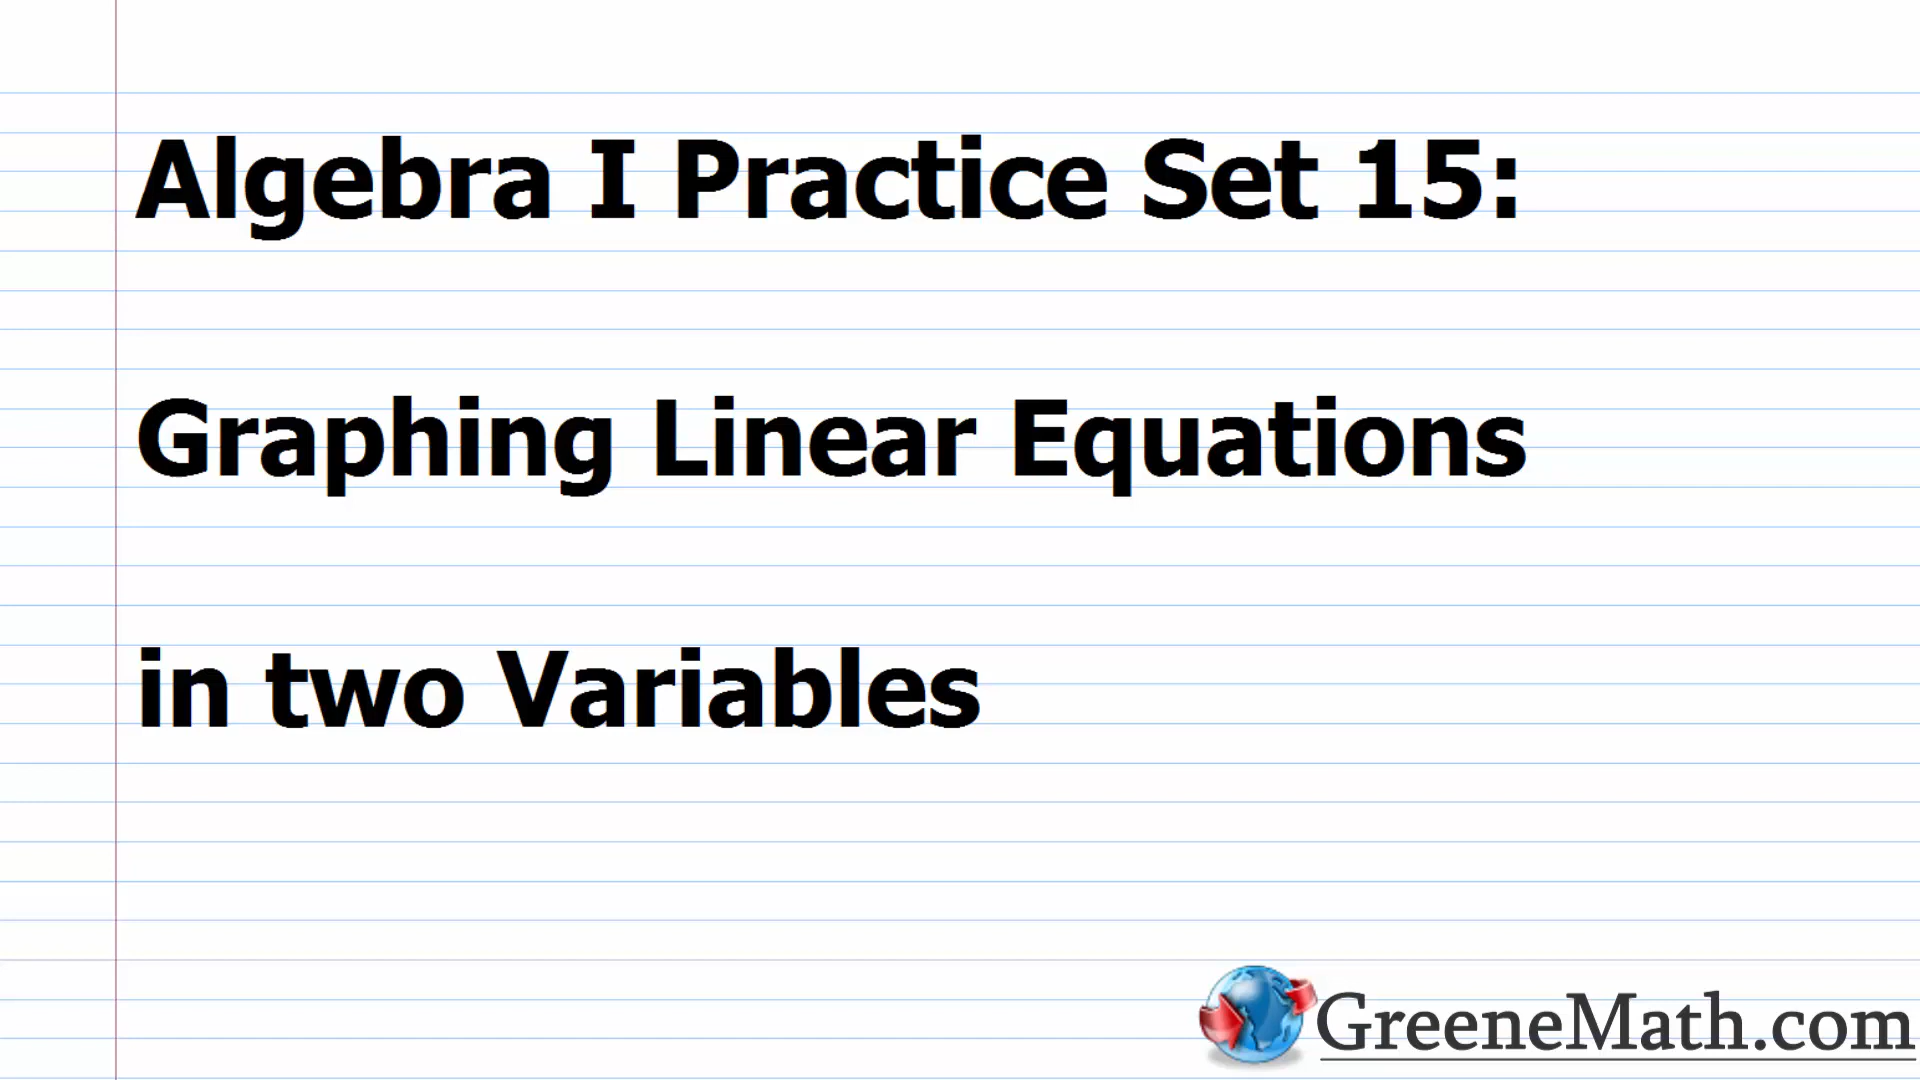 Algebra I Practice Set 15:
Graphing Linear Equations
in two Variables
GreeneMath.com